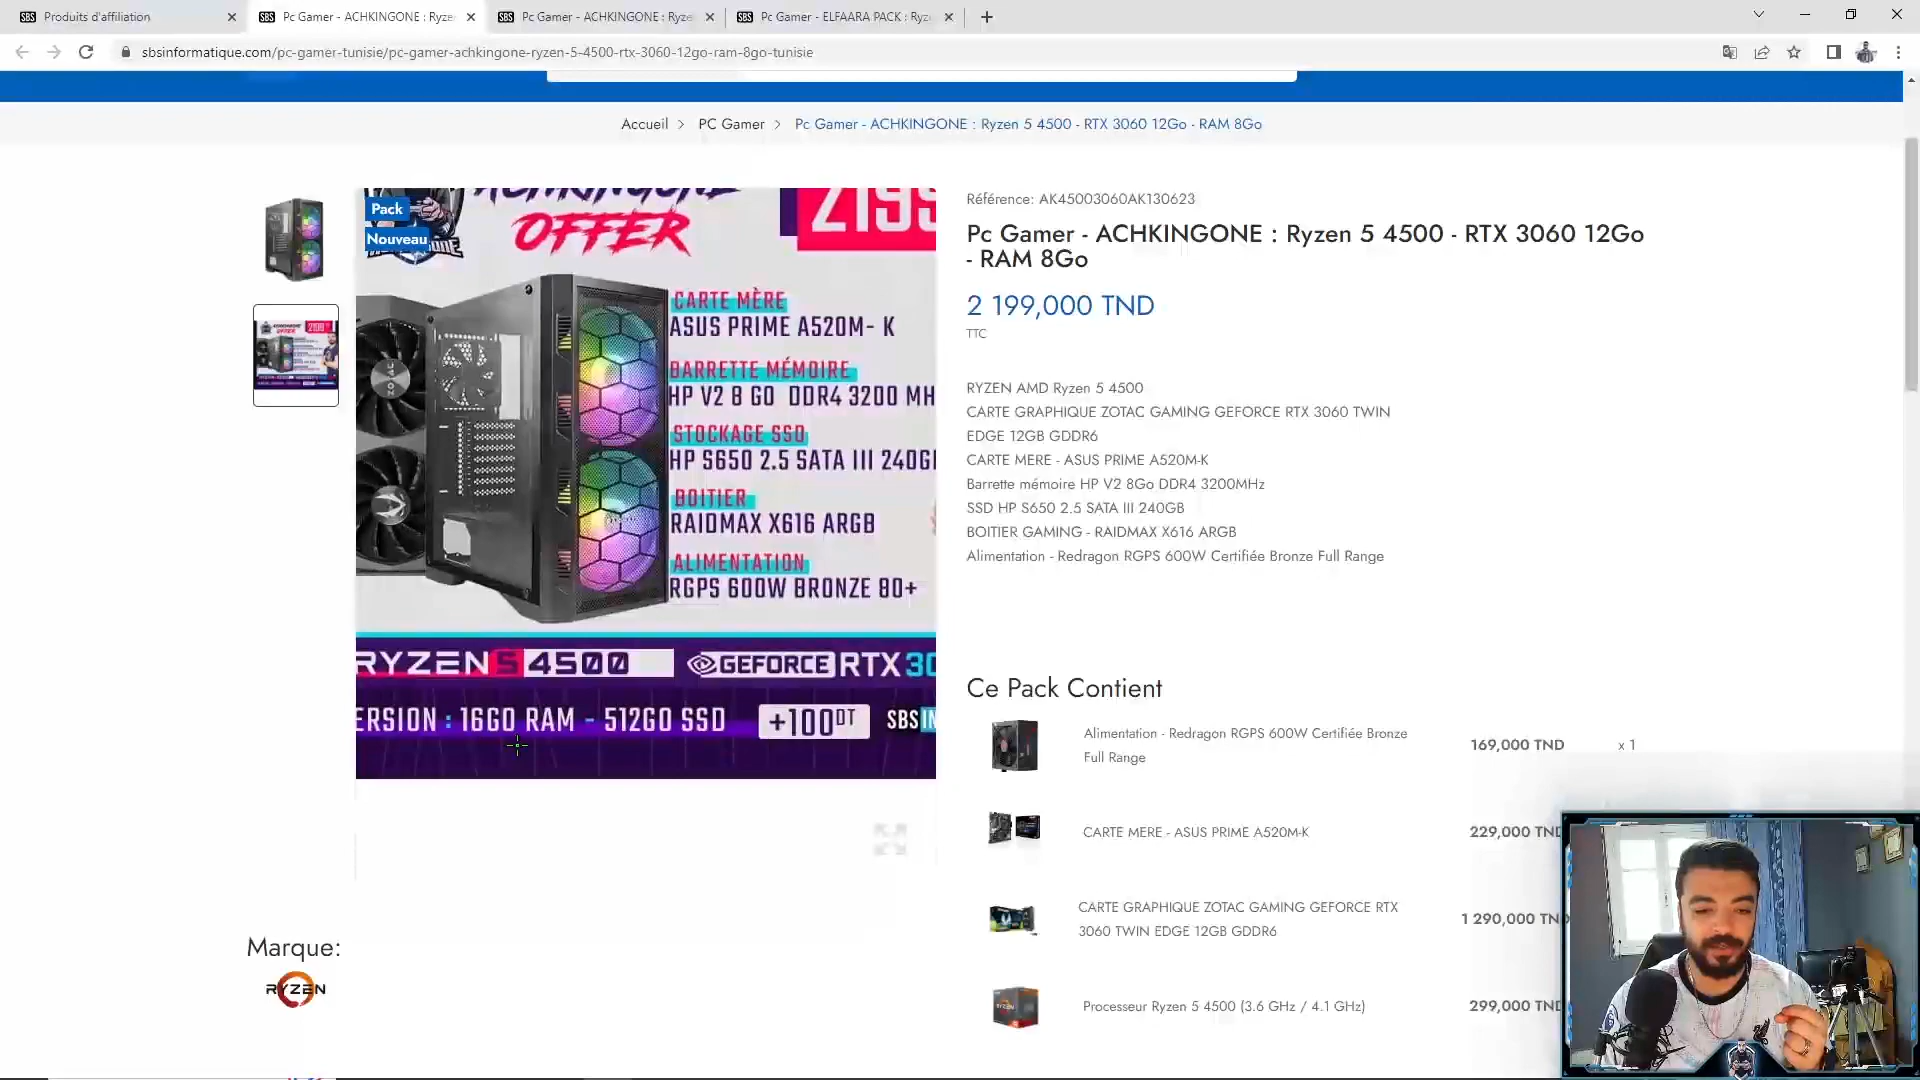 SBS Produits d'affiliation
SBS Pc Gamer - ACHKINGONE : Ryze
SBS Pc Gamer - ACHKINGONE : Ryze
SBS Pc Gamer - ELFAARA PACK : Ryz
sbsinformatique.com/pc-gamer-tunisie/pc-gamer-achkingone-ryzen-5-4500-rtx-3060-12go-ram-8go-tunisie
Accueil > PC Gamer > Pc Gamer - ACHKINGONE : Ryzen 5 4500 - RTX 3060 12Go - RAM 8Go
Pack
Nouveau
ACHKINGONE
OFFER
2199
CARTE MÈRE
ASUS PRIME A520M- K
BARRETTE MÉMOIRE
HP V2 8 GO DDR4 3200 MH
STOCKAGE SSD
HP S650 2.5 SATA III 240G
BOITIER
RAIDMAX X616 ARGB
ALIMENTATION
RGPS 600W BRONZE 80+
RYZEN 5 4500
GEFORCE RTX 30
ERSION : 16GO RAM - 512GO SSD +100DT SBS IN
Référence: AK45003060AK130623
Pc Gamer - ACHKINGONE : Ryzen 5 4500 - RTX 3060 12Go
- RAM 8Go
2 199,000 TND
TTC
RYZEN AMD Ryzen 5 4500
CARTE GRAPHIQUE ZOTAC GAMING GEFORCE RTX 3060 TWIN
EDGE 12GB GDDR6
CARTE MERE - ASUS PRIME A520M-K
Barrette mémoire HP V2 8Go DDR4 3200MHz
SSD HP S650 2.5 SATA III 240GB
BOITIER GAMING - RAIDMAX X616 ARGB
Alimentation - Redragon RGPS 600W Certifiée Bronze Full Range
Ce Pack Contient
Alimentation - Redragon RGPS 600W Certifiée Bronze
Full Range
169,000 TND x 1
CARTE MERE - ASUS PRIME A520M-K
229,000 TND
CARTE GRAPHIQUE ZOTAC GAMING GEFORCE RTX
3060 TWIN EDGE 12GB GDDR6
1 290,000 TND
Processeur Ryzen 5 4500 (3.6 GHz / 4.1 GHz)
299,000 TND
Marque:
RYZEN